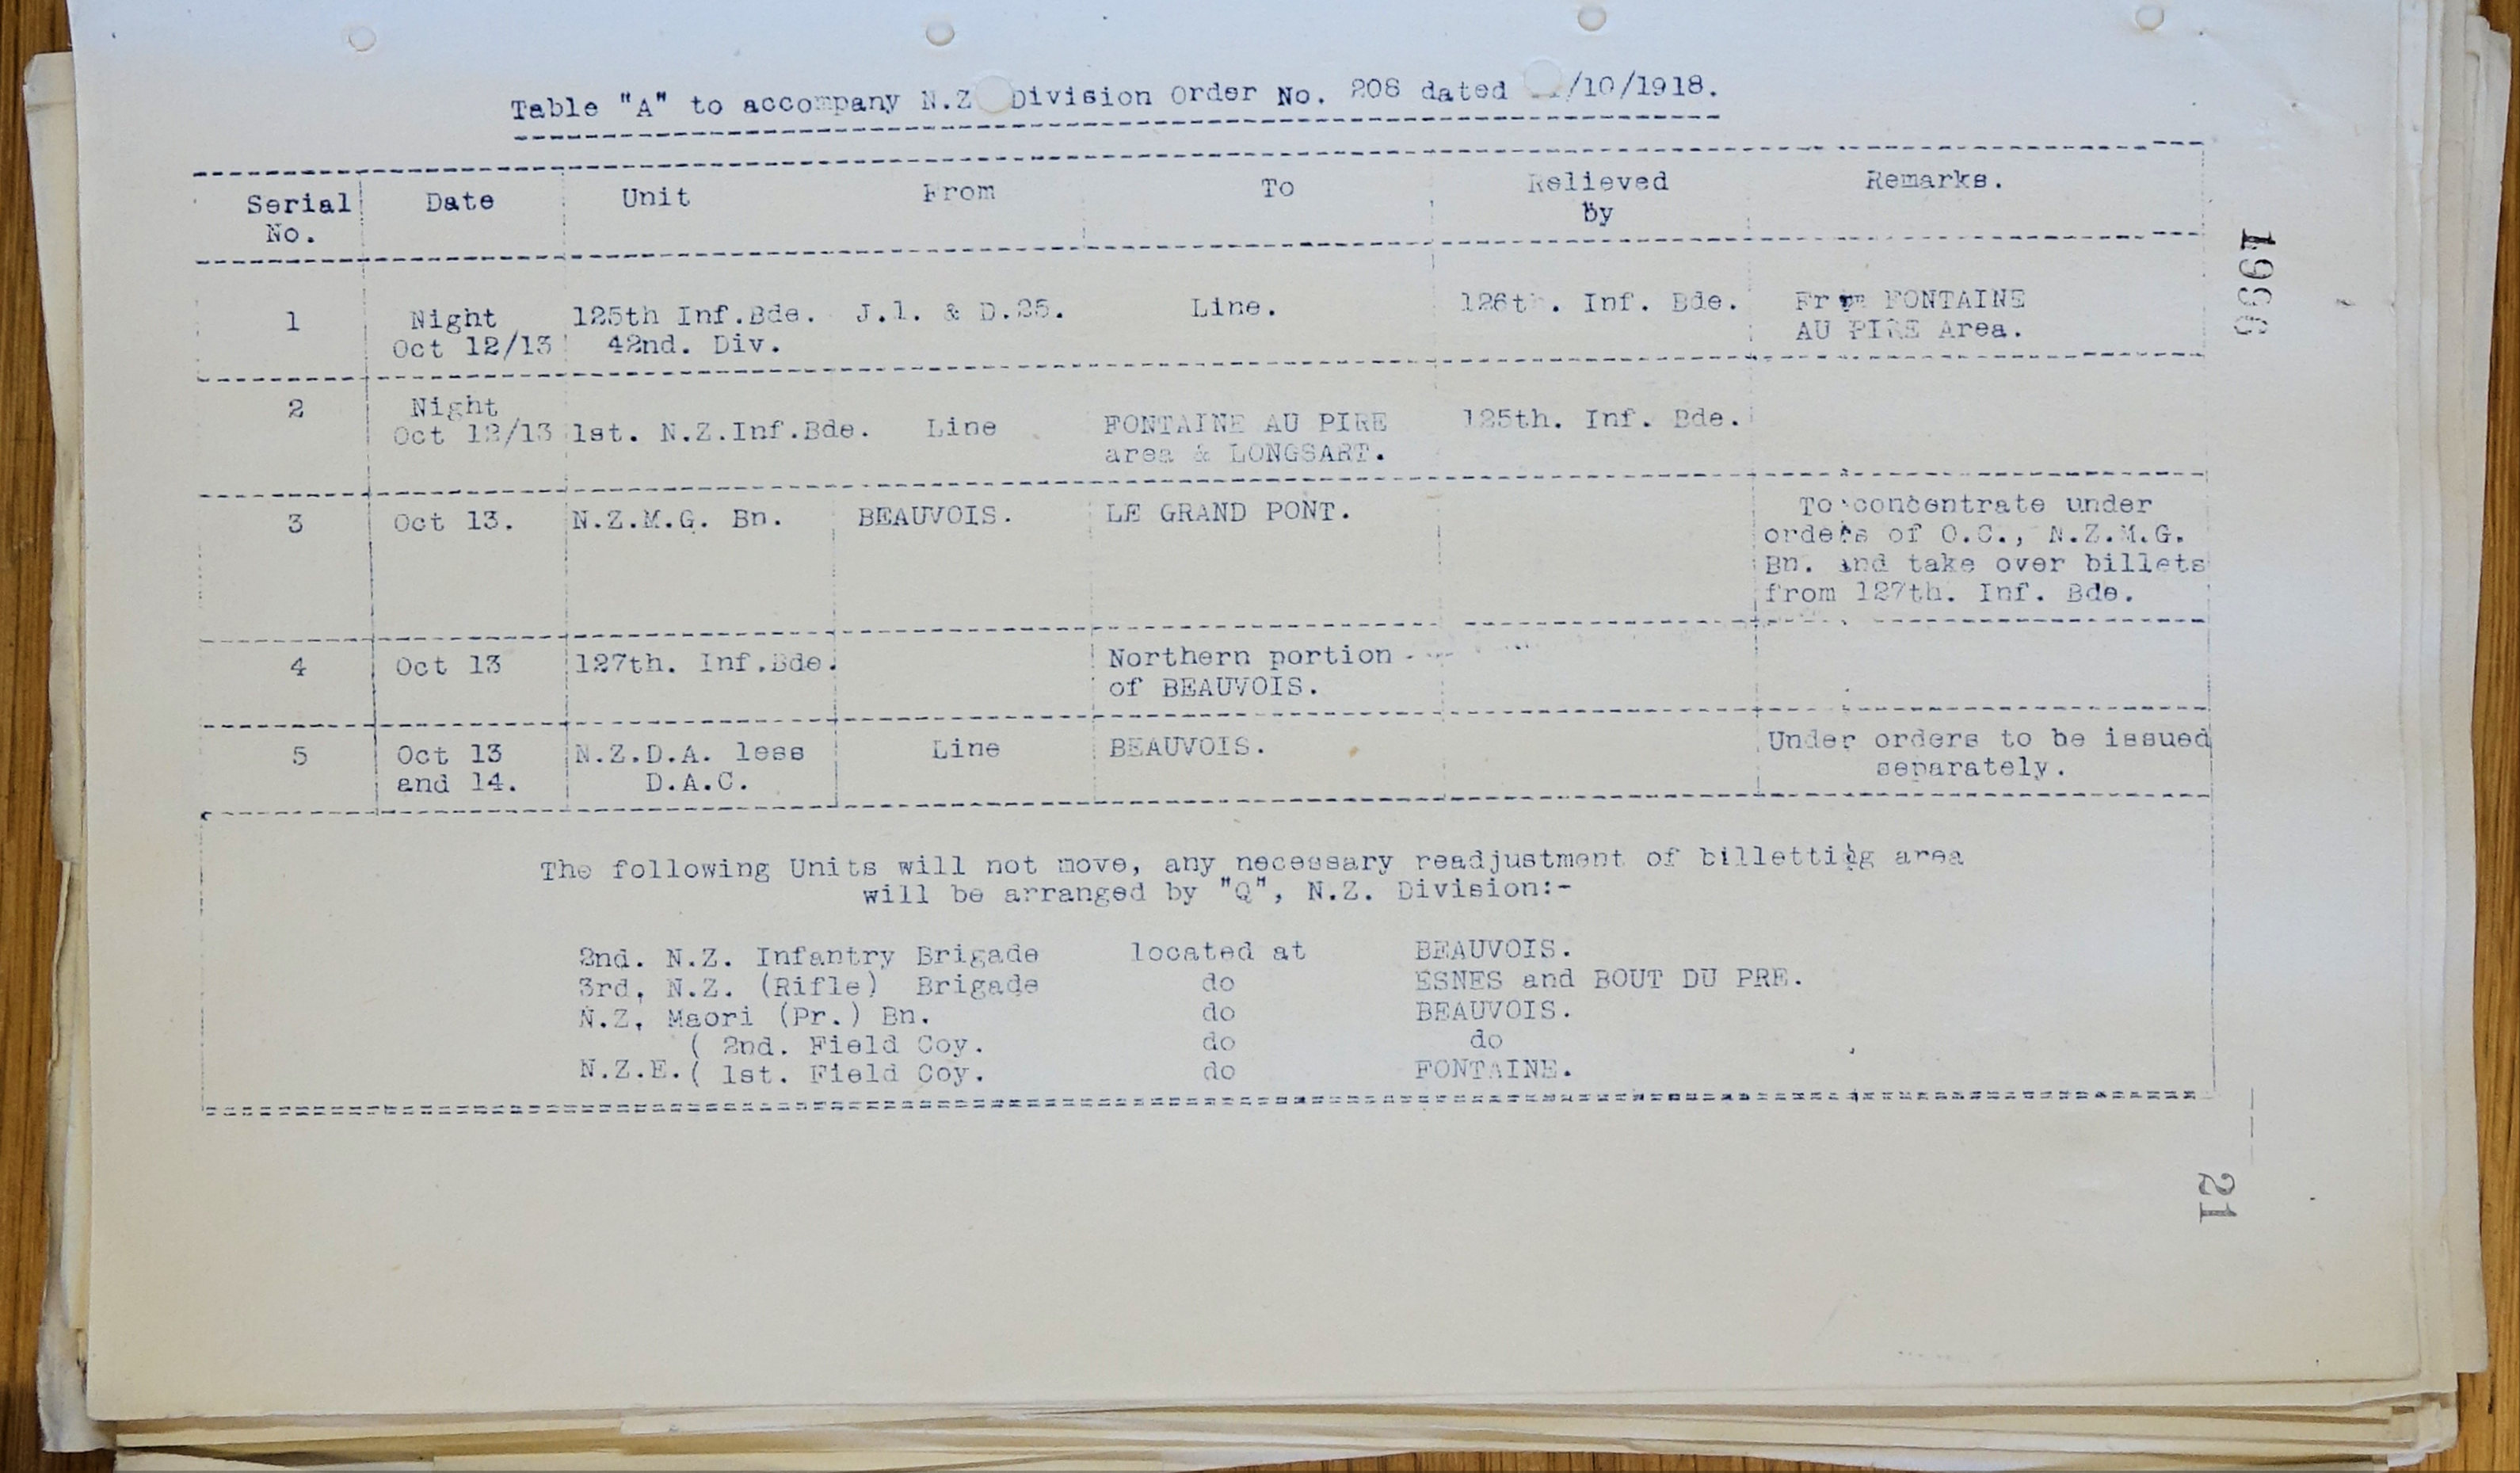 Table "A" to accompany N.Z Division Order No. 208 dated /10/1918.
Serial No. Date Unit From To Relieved by Remarks.
1 Night 125th Inf.Bde. J.1. & D.25. Line. 126th. Inf. Bde. From FONTAINE
Oct 12/13 42nd. Div. AU PIRE Area.
2 Night
Oct 12/13 1st. N.Z.Inf.Bde. Line FONTAINE AU PIRE 125th. Inf. Bde.
area & LONGSART.
3 Oct 13. N.Z.M.G. Bn. BEAUVOIS. LE GRAND PONT. To concentrate under
orders of O.C., N.Z.M.G.
Bn. and take over billets
from 127th. Inf. Bde.
4 Oct 13 127th. Inf.Bde. Northern portion
of BEAUVOIS.
5 Oct 13 N.Z.D.A. less Line BEAUVOIS. Under orders to be issued
and 14. D.A.C. separately.
The following Units will not move, any necessary readjustment of billetting area
will be arranged by "Q", N.Z. Division:-
2nd. N.Z. Infantry Brigade located at BEAUVOIS.
3rd. N.Z. (Rifle) Brigade do ESNES and BOUT DU PRE.
N.Z. Maori (Pr.) Bn. do BEAUVOIS.
( 2nd. Field Coy. do do
N.Z.E.( 1st. Field Coy. do FONTAINE.
21